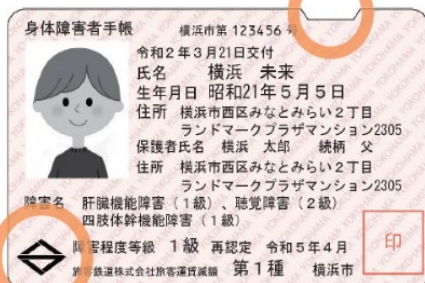 身体障害者手帳 横浜市第 123456 号
令和2年3月21日交付
氏名 横浜 未来
生年月日 昭和21年5月5日
住所 横浜市西区みなとみらい2丁目
ランドマークプラザマンション2305
保護者氏名 横浜 太郎 続柄 父
住所 横浜市西区みなとみらい2丁目
ランドマークプラザマンション2305
障害名 肝臓機能障害(1級)、聴覚障害(2級)
四肢体幹機能障害(1級)
障害程度等級 1級 再認定 令和5年4月
旅客鉄道株式会社旅客運賃減額 第1種 横浜市
印